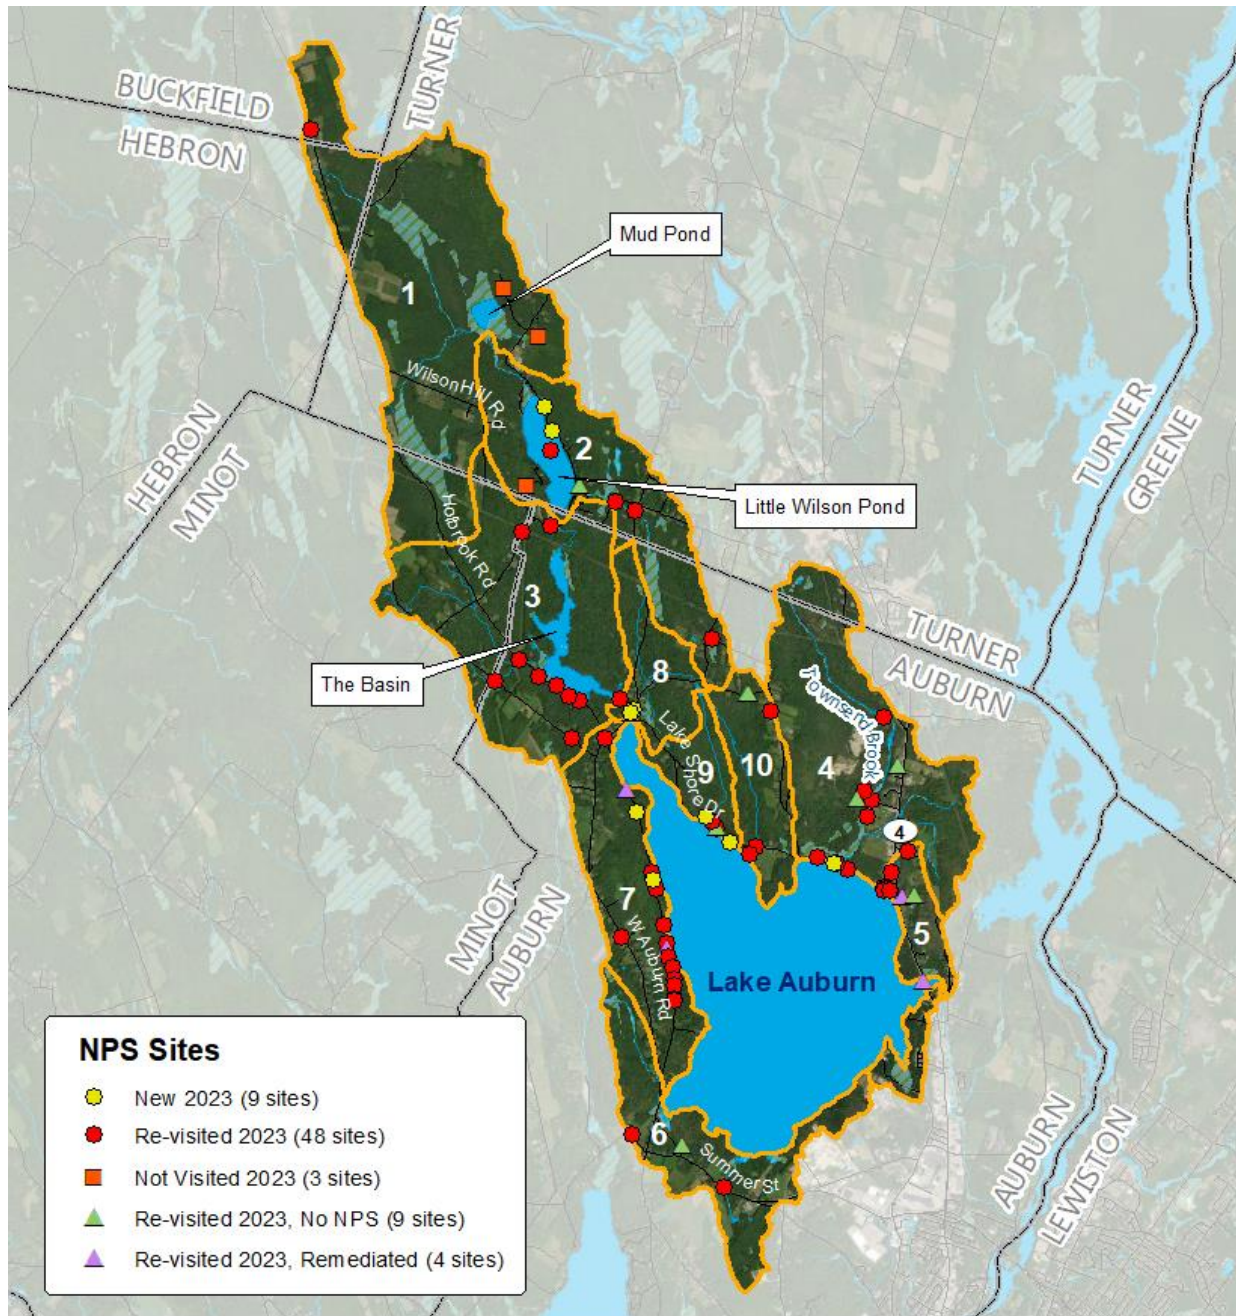 BUCKFIELD
HEBRON
TURNER
Mud Pond
1
Wilson Hill Rd
2
TURNER
GREENE
HEBRON
MINOT
Little Wilson Pond
Holbrook Rd
3
TURNER
AUBURN
The Basin
8
Townsend Brook
Lake Shore Dr
9
10
4
4
MINOT
AUBURN
7
W Auburn Rd
5
Lake Auburn
6
Summer St
AUBURN
LEWISTON
NPS Sites
New 2023 (9 sites)
Re-visited 2023 (48 sites)
Not Visited 2023 (3 sites)
Re-visited 2023, No NPS (9 sites)
Re-visited 2023, Remediated (4 sites)